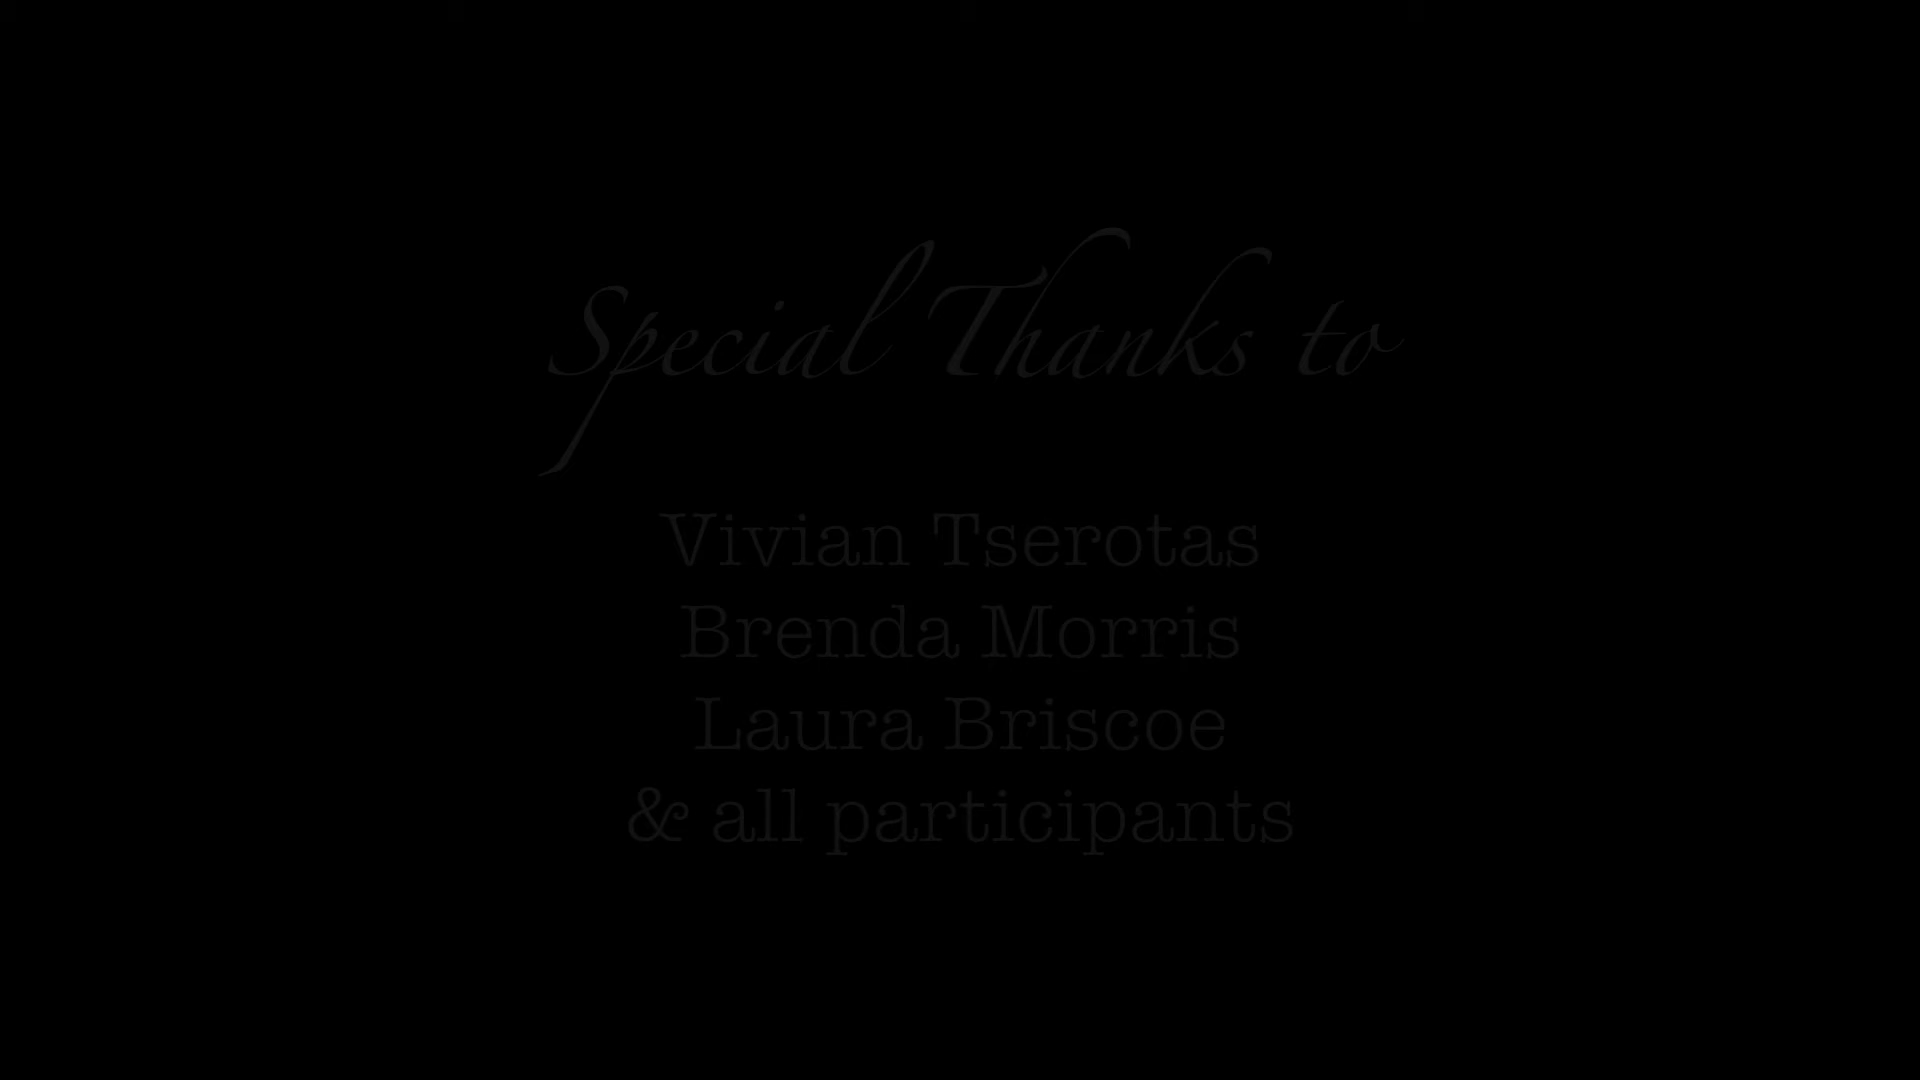 Special Thanks to
Vivian Tserotas
Brenda Morris
Laura Briscoe
& all participants